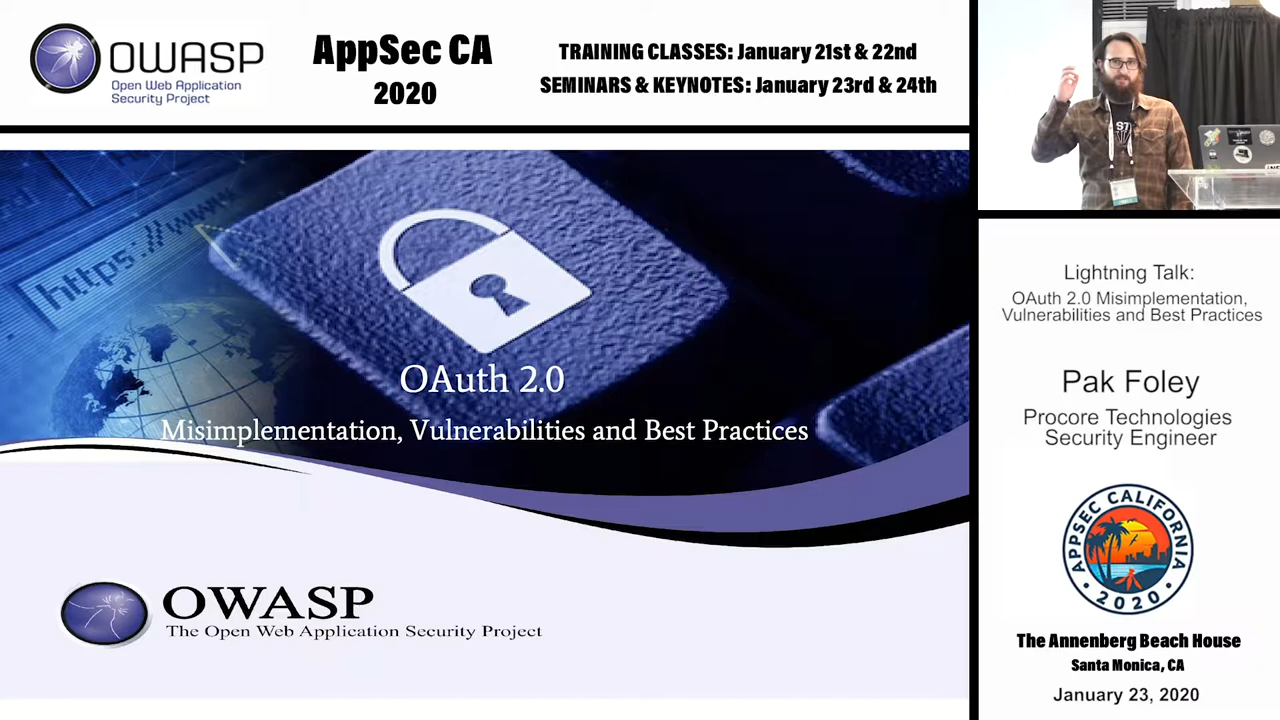 OWASP
Open Web Application
Security Project
AppSec CA
2020
TRAINING CLASSES: January 21st & 22nd
SEMINARS & KEYNOTES: January 23rd & 24th
https://www
OAuth 2.0
Misimplementation, Vulnerabilities and Best Practices
OWASP
The Open Web Application Security Project
ST
Lightning Talk:
OAuth 2.0 Misimplementation,
Vulnerabilities and Best Practices
Pak Foley
Procore Technologies
Security Engineer
APPSEC CALIFORNIA
• 2020 •
The Annenberg Beach House
Santa Monica, CA
January 23, 2020